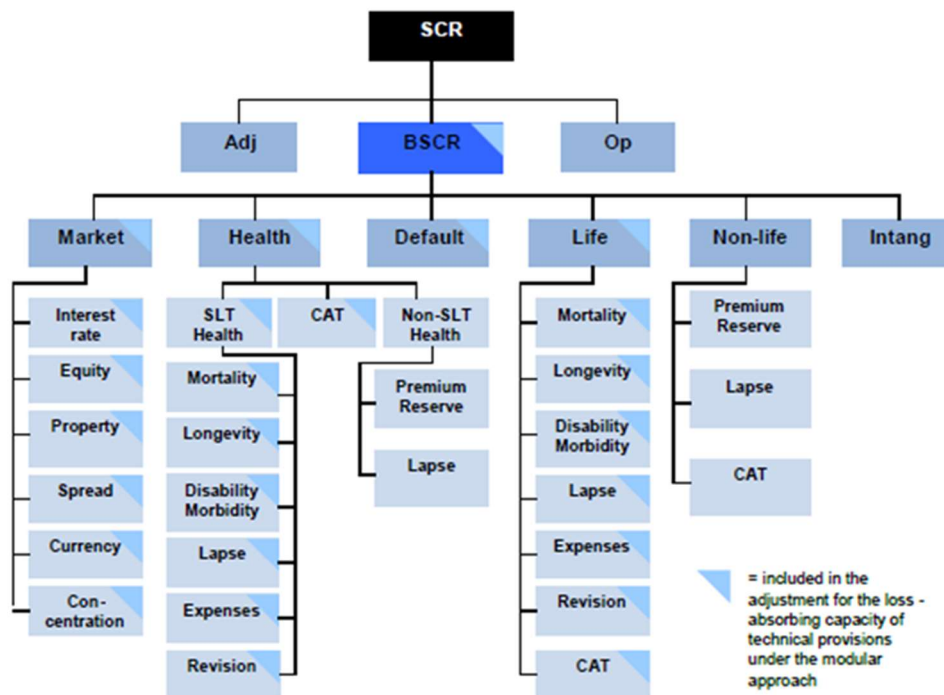 SCR
Adj
BSCR
Op
Market
Health
Default
Life
Non-life
Intang
Interest
rate
Equity
Property
Spread
Currency
Con-
centration
SLT
Health
CAT
Non-SLT
Health
Mortality
Longevity
Disability
Morbidity
Lapse
Expenses
Revision
Premium
Reserve
Lapse
Mortality
Longevity
Disability
Morbidity
Lapse
Expenses
Revision
CAT
Premium
Reserve
Lapse
CAT
= included in the
adjustment for the loss -
absorbing capacity of
technical provisions
under the modular
approach